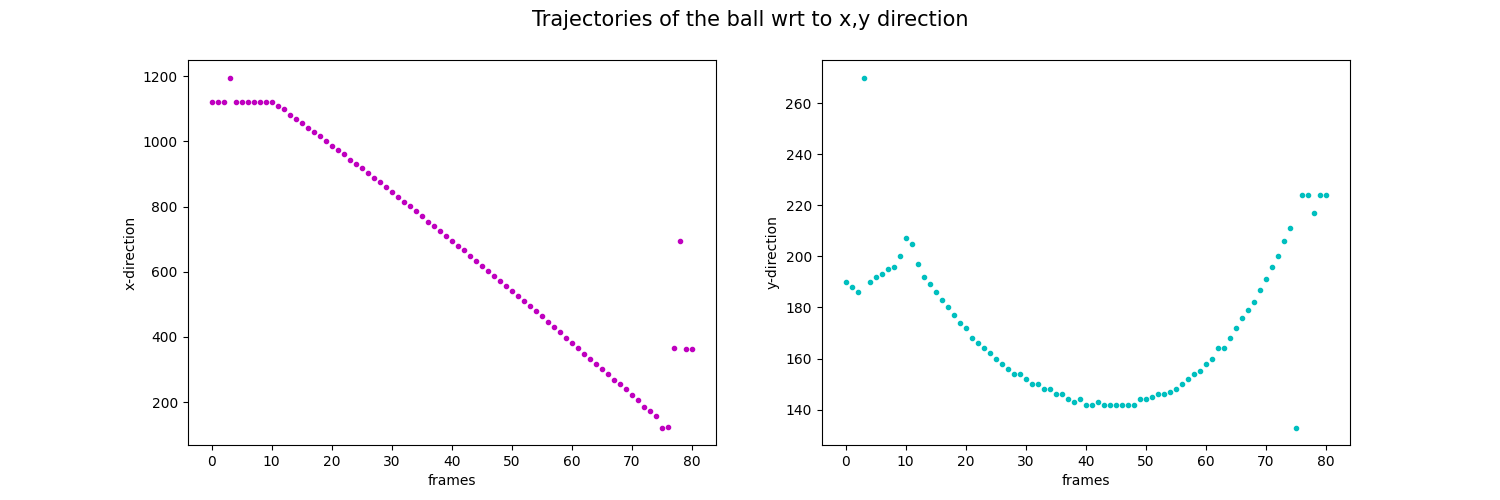 Trajectories of the ball wrt to x,y direction
1200
1000
800
600
400
200
x-direction
0 10 20 30 40 50 60 70 80
frames
260
240
220
200
180
160
140
y-direction
0 10 20 30 40 50 60 70 80
frames